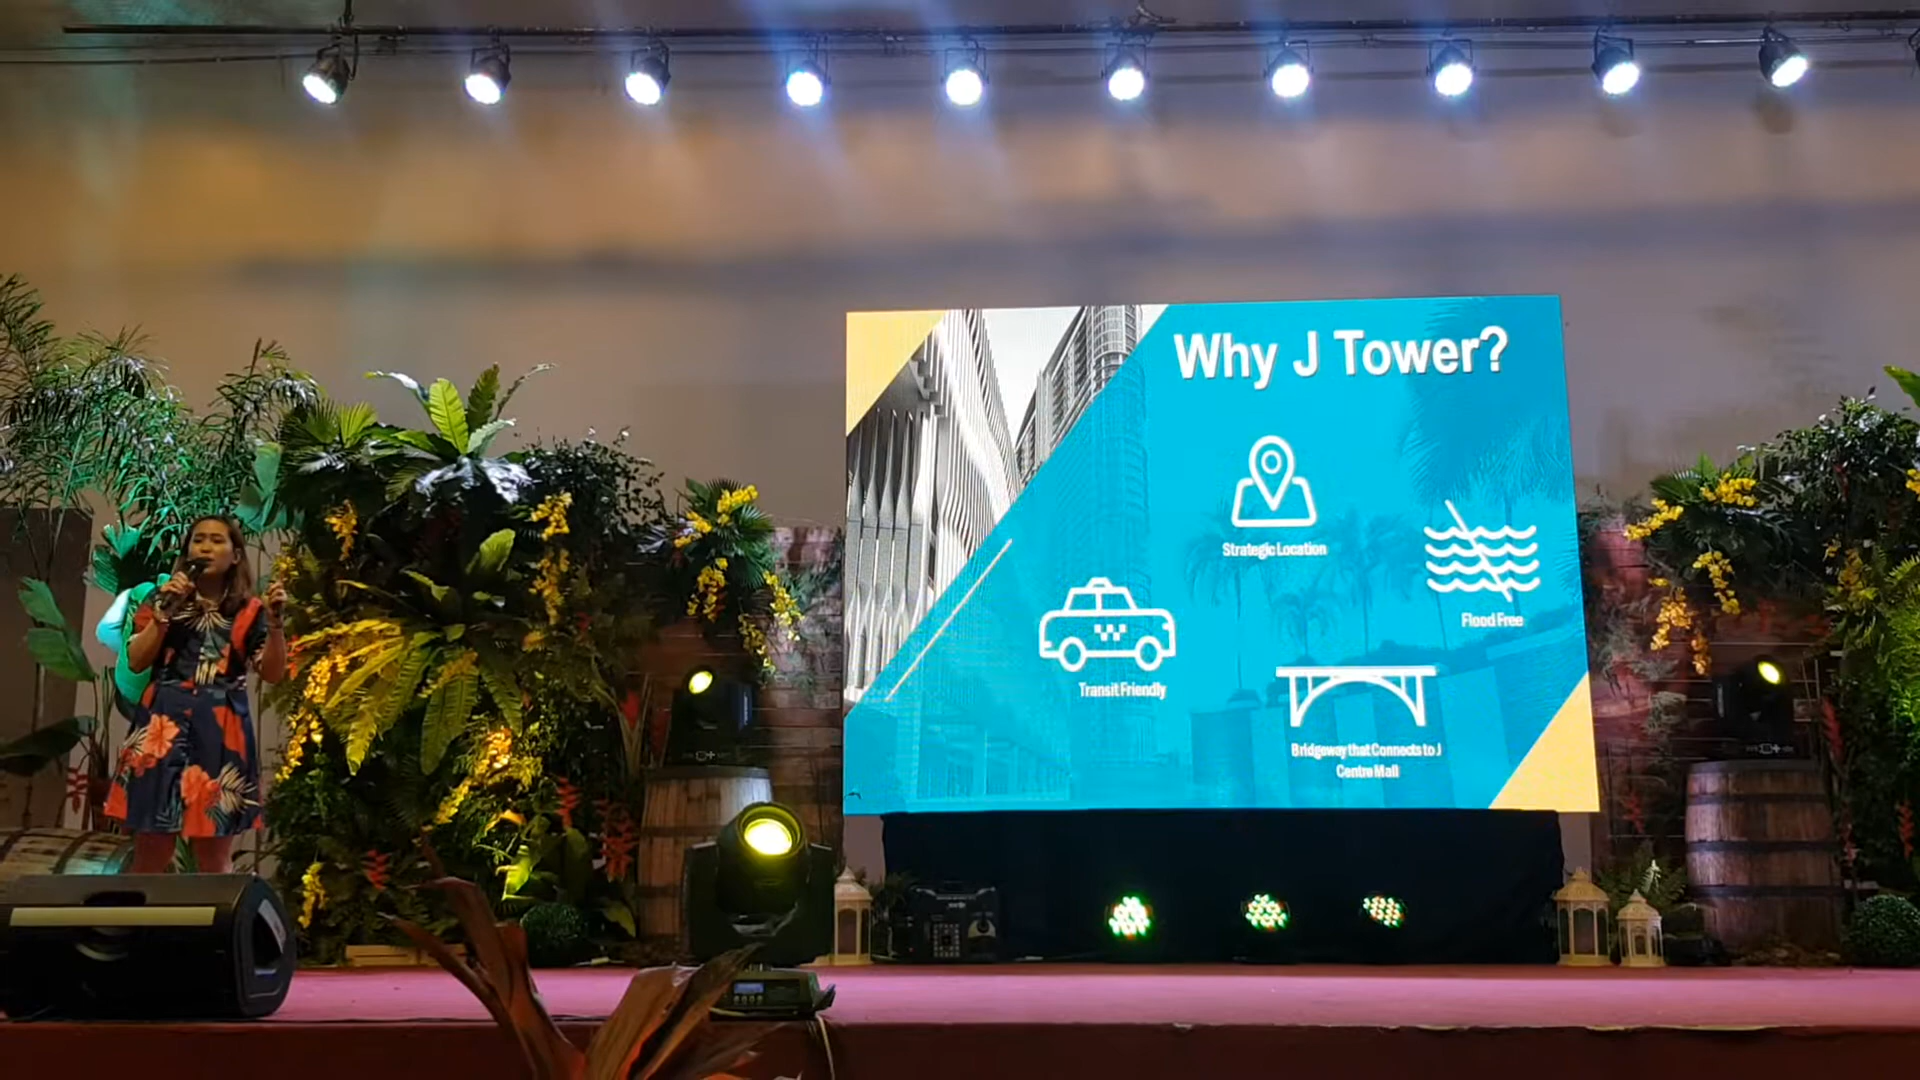 Why J Tower?
Strategic Location
Flood Free
Transit Friendly
Bridgeway that Connects to J
Centre Mall